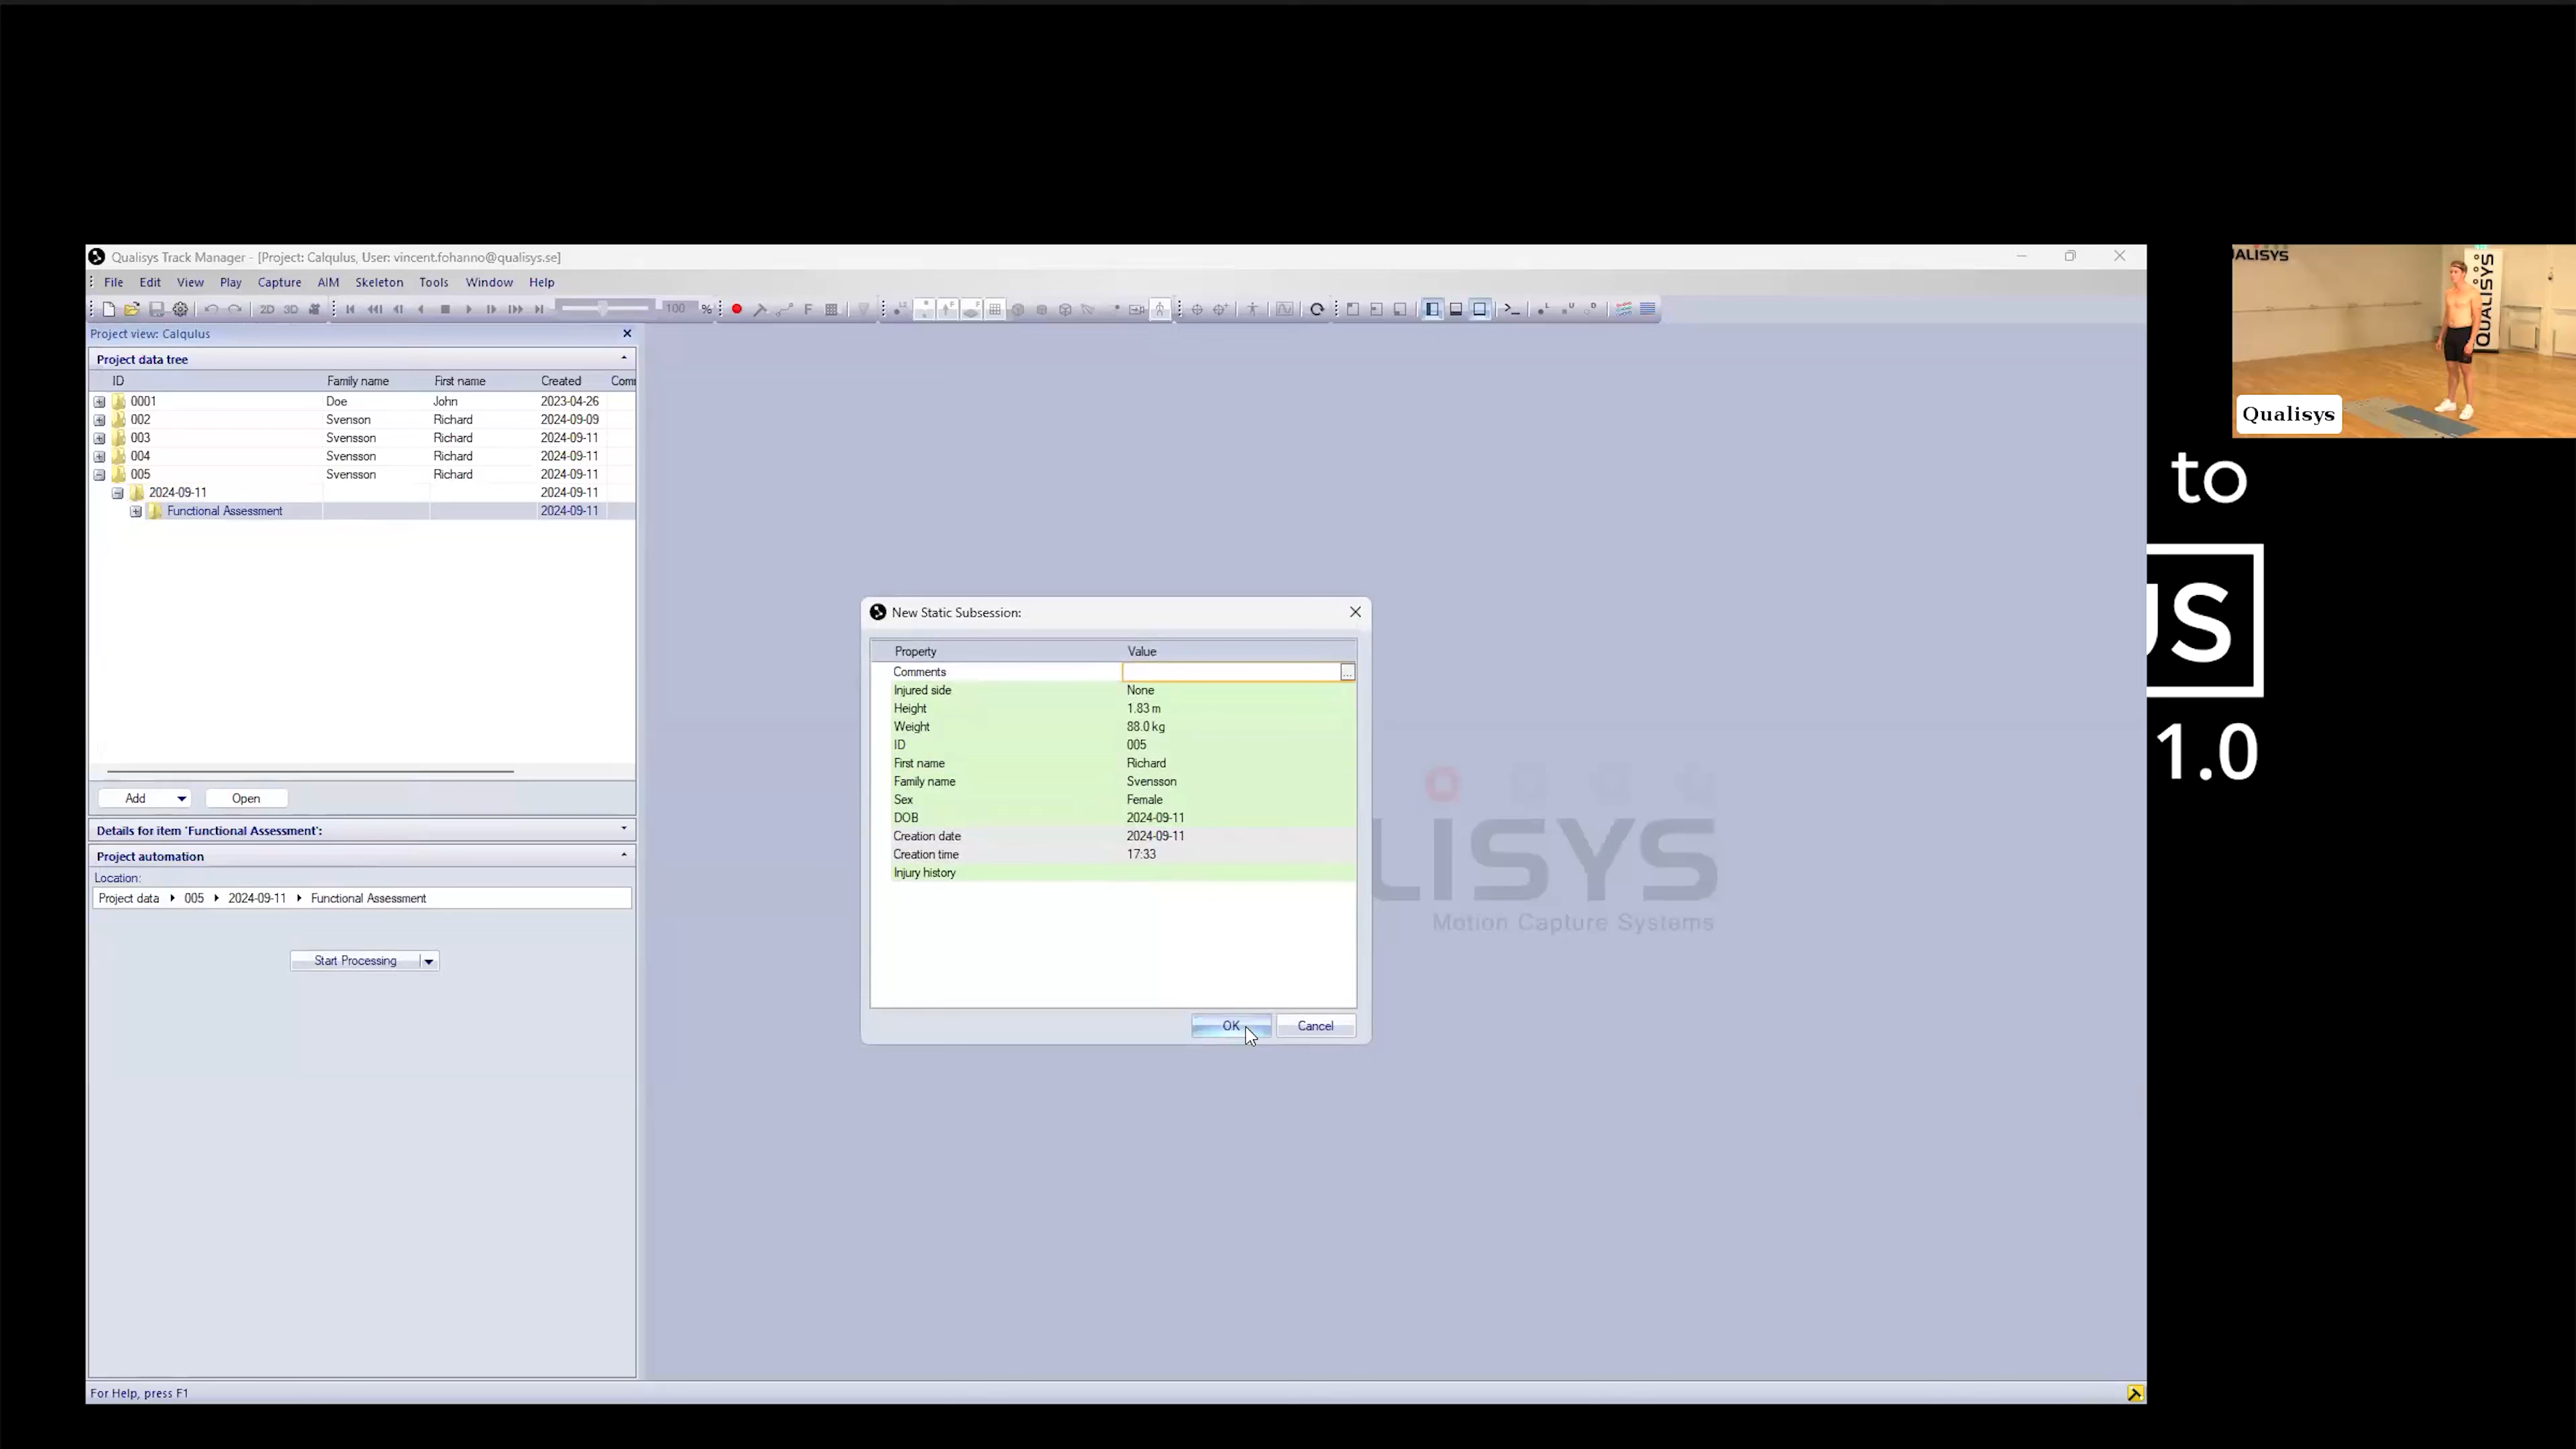 Qualisys Track Manager - [Project: Calqulus, User: vincent.fohanno@qualisys.se]
File Edit View Play Capture AIM Skeleton Tools Window Help
2D 3D 100 % F
Project view: Calqulus
Project data tree
ID Family name First name Created Com
0001 Doe John 2023-04-26
002 Svenson Richard 2024-09-09
003 Svensson Richard 2024-09-11
004 Svensson Richard 2024-09-11
005 Svensson Richard 2024-09-11
2024-09-11 2024-09-11
Functional Assessment 2024-09-11
Add Open
Details for item 'Functional Assessment':
Project automation
Location:
Project data 005 2024-09-11 Functional Assessment
Start Processing
For Help, press F1
New Static Subsession:
Property Value
Comments ...
Injured side None
Height 1.83 m
Weight 88.0 kg
ID 005
First name Richard
Family name Svensson
Sex Female
DOB 2024-09-11
Creation date 2024-09-11
Creation time 17:33
Injury history
OK Cancel
LISYS
Motion Capture Systems
ALISYS
QUALISYS
Qualisys
to
US
1.0